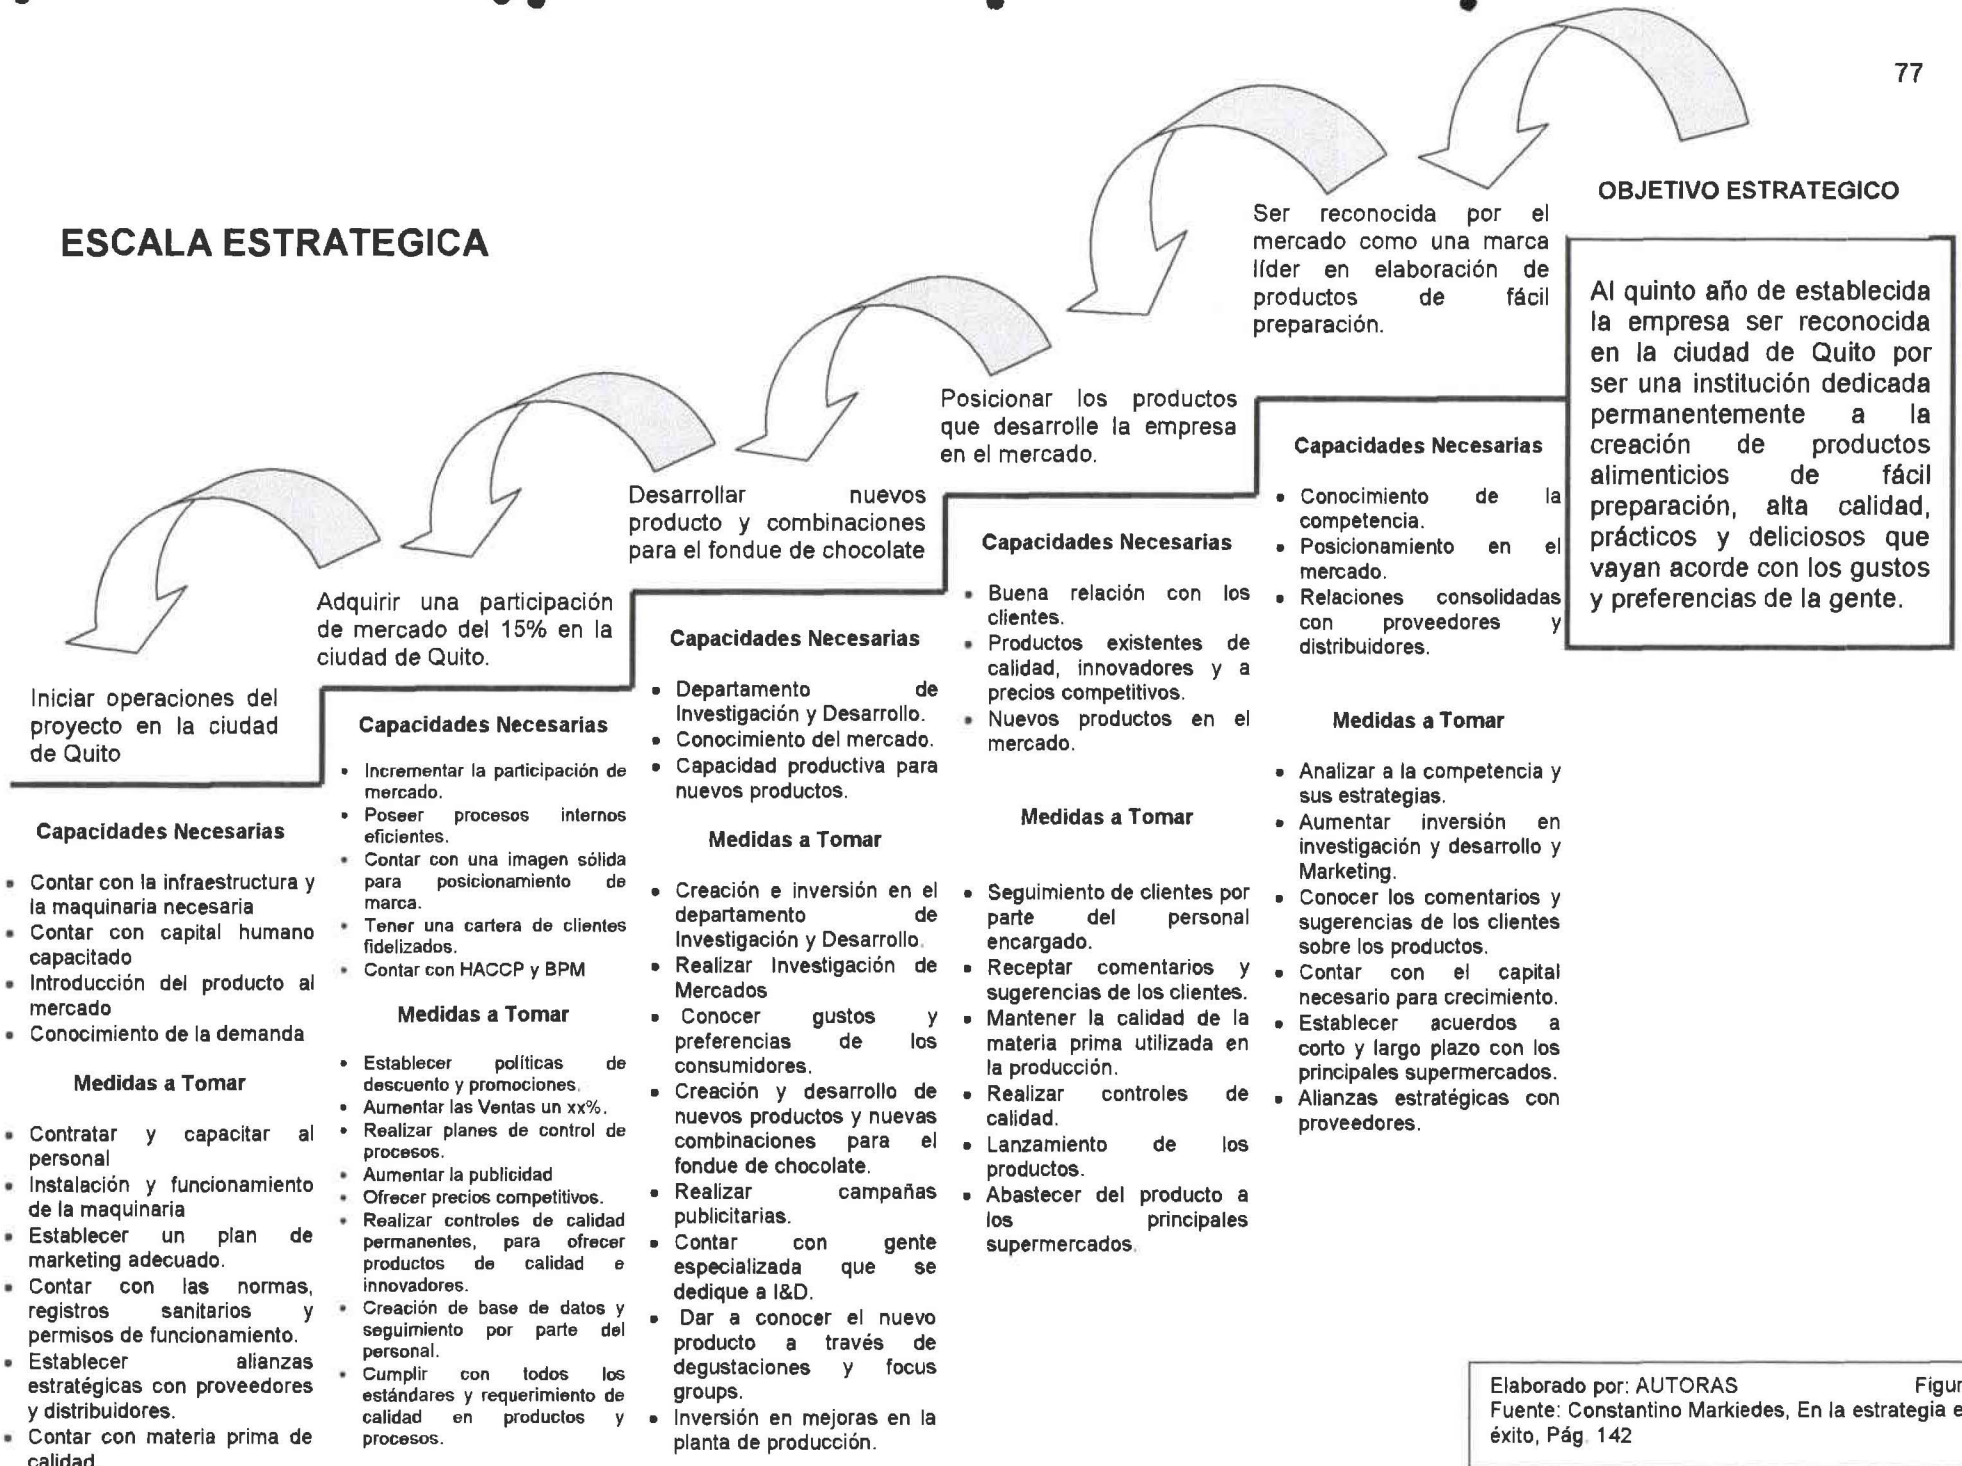 77
ESCALA ESTRATEGICA
Iniciar operaciones del
proyecto en la ciudad
de Quito
Capacidades Necesarias
• Contar con la infraestructura y
la maquinaria necesaria
• Contar con capital humano
capacitado
• Introducción del producto al
mercado
• Conocimiento de la demanda
Medidas a Tomar
• Contratar y capacitar al
personal
• Instalación y funcionamiento
de la maquinaria
• Establecer un plan de
marketing adecuado.
• Contar con las normas,
registros sanitarios y
permisos de funcionamiento.
• Establecer alianzas
estratégicas con proveedores
y distribuidores.
• Contar con materia prima de
calidad.
Adquirir una participación
de mercado del 15% en la
ciudad de Quito.
Capacidades Necesarias
• Incrementar la participación de
mercado.
• Poseer procesos internos
eficientes.
• Contar con una imagen sólida
para posicionamiento de
marca.
• Tener una cartera de clientes
fidelizados.
• Contar con HACCP y BPM
Medidas a Tomar
• Establecer políticas de
descuento y promociones.
• Aumentar las Ventas un xx%.
• Realizar planes de control de
procesos.
• Aumentar la publicidad
• Ofrecer precios competitivos.
• Realizar controles de calidad
permanentes, para ofrecer
productos de calidad e
innovadores.
• Creación de base de datos y
seguimiento por parte del
personal.
• Cumplir con todos los
estándares y requerimiento de
calidad en productos y
procesos.
Desarrollar nuevos
producto y combinaciones
para el fondue de chocolate
Capacidades Necesarias
• Departamento de
Investigación y Desarrollo.
• Conocimiento del mercado.
• Capacidad productiva para
nuevos productos.
Medidas a Tomar
• Creación e inversión en el
departamento de
Investigación y Desarrollo.
• Realizar Investigación de
Mercados
• Conocer gustos y
preferencias de los
consumidores.
• Creación y desarrollo de
nuevos productos y nuevas
combinaciones para el
fondue de chocolate.
• Realizar campañas
publicitarias.
• Contar con gente
especializada que se
dedique a I&D.
• Dar a conocer el nuevo
producto a través de
degustaciones y focus
groups.
• Inversión en mejoras en la
planta de producción.
Posicionar los productos
que desarrolle la empresa
en el mercado.
Capacidades Necesarias
• Buena relación con los
clientes.
• Productos existentes de
calidad, innovadores y a
precios competitivos.
• Nuevos productos en el
mercado.
Medidas a Tomar
• Seguimiento de clientes por
parte del personal
encargado.
• Receptar comentarios y
sugerencias de los clientes.
• Mantener la calidad de la
materia prima utilizada en
la producción.
• Realizar controles de
calidad.
• Lanzamiento de los
productos.
• Abastecer del producto a
los principales
supermercados.
Ser reconocida por el
mercado como una marca
líder en elaboración de
productos de fácil
preparación.
Capacidades Necesarias
• Conocimiento de la
competencia.
• Posicionamiento en el
mercado.
• Relaciones consolidadas
con proveedores y
distribuidores.
Medidas a Tomar
• Analizar a la competencia y
sus estrategias.
• Aumentar inversión en
investigación y desarrollo y
Marketing.
• Conocer los comentarios y
sugerencias de los clientes
sobre los productos.
• Contar con el capital
necesario para crecimiento.
• Establecer acuerdos a
corto y largo plazo con los
principales supermercados.
• Alianzas estratégicas con
proveedores.
OBJETIVO ESTRATEGICO
Al quinto año de establecida
la empresa ser reconocida
en la ciudad de Quito por
ser una institución dedicada
permanentemente a la
creación de productos
alimenticios de fácil
preparación, alta calidad,
prácticos y deliciosos que
vayan acorde con los gustos
y preferencias de la gente.
Elaborado por: AUTORAS Figur
Fuente: Constantino Markiedes, En la estrategia e
éxito, Pág. 142